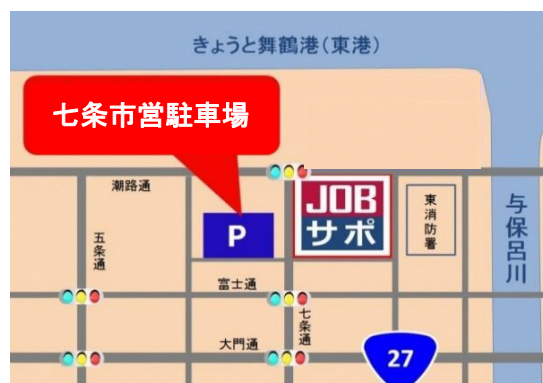 きょうと舞鶴港（東港）
七条市営駐車場
潮路通
JOB
サポ
東消防署
与保呂川
五条通
P
富士通
七条通
大門通
27